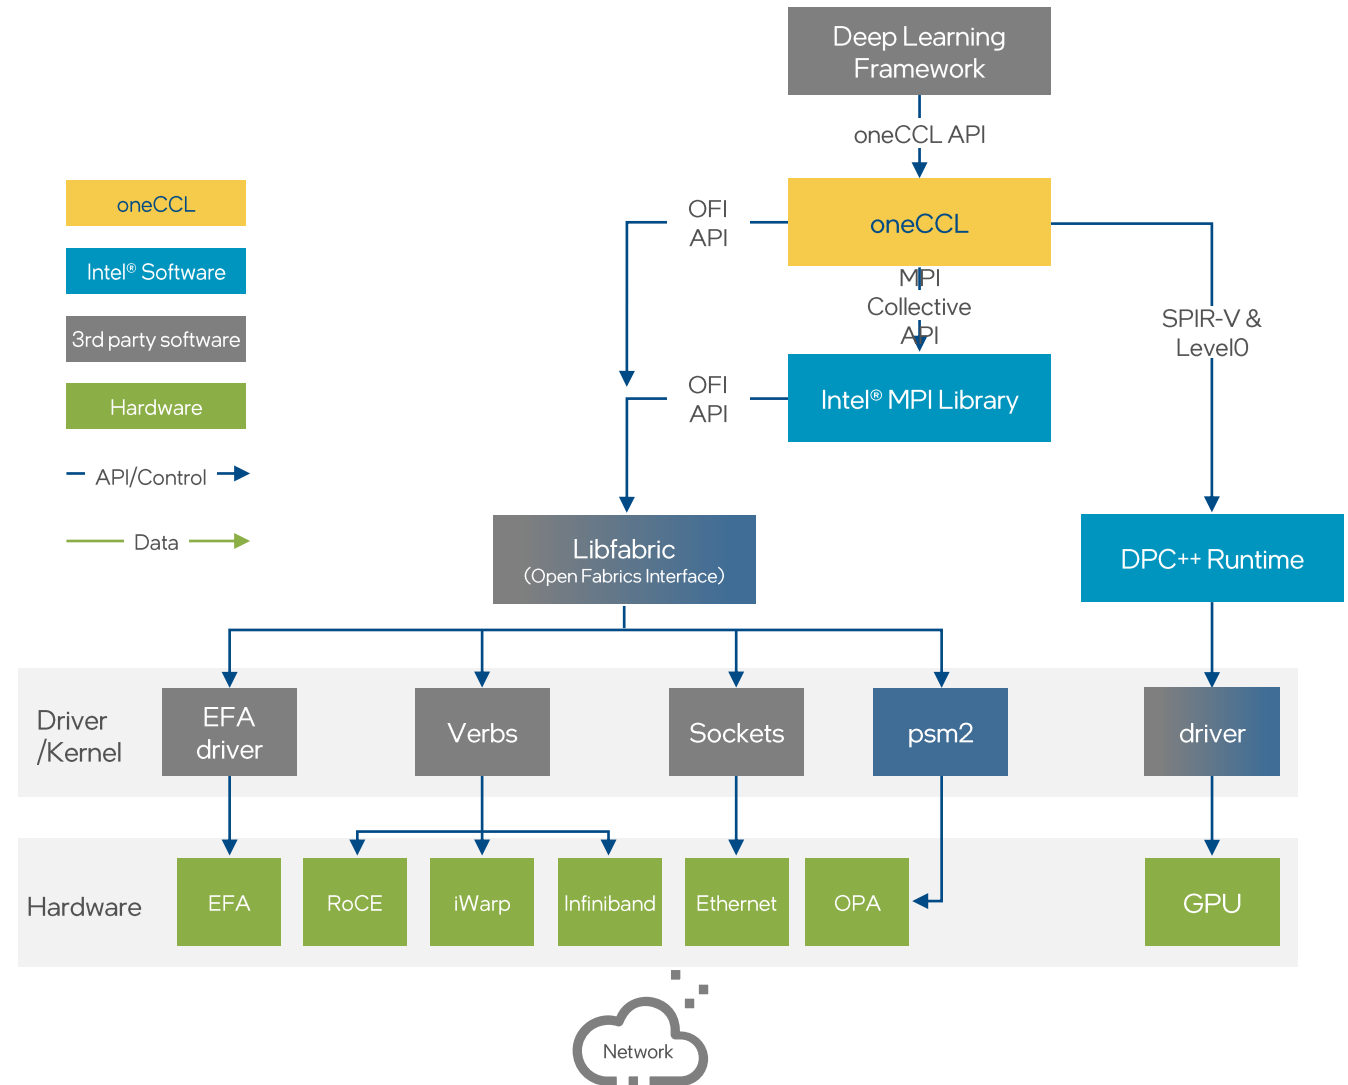 Deep Learning
Framework
oneCCL API
oneCCL
Intel® Software
3rd party software
Hardware
API/Control
Data
OFI
API
oneCCL
MPI
Collective
API
SPIR-V &
Level0
OFI
API
Intel® MPI Library
Libfabric
(Open Fabrics Interface)
DPC++ Runtime
Driver
/Kernel
EFA
driver
Verbs
Sockets
psm2
driver
Hardware
EFA
RoCE
iWarp
Infiniband
Ethernet
OPA
GPU
Network